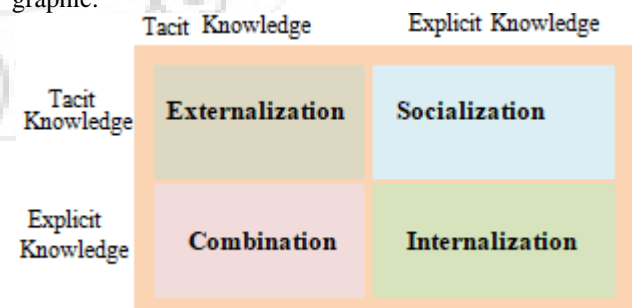 graphic.
Tacit Knowledge Explicit Knowledge
Tacit
Knowledge
Externalization Socialization
Explicit
Knowledge
Combination Internalization